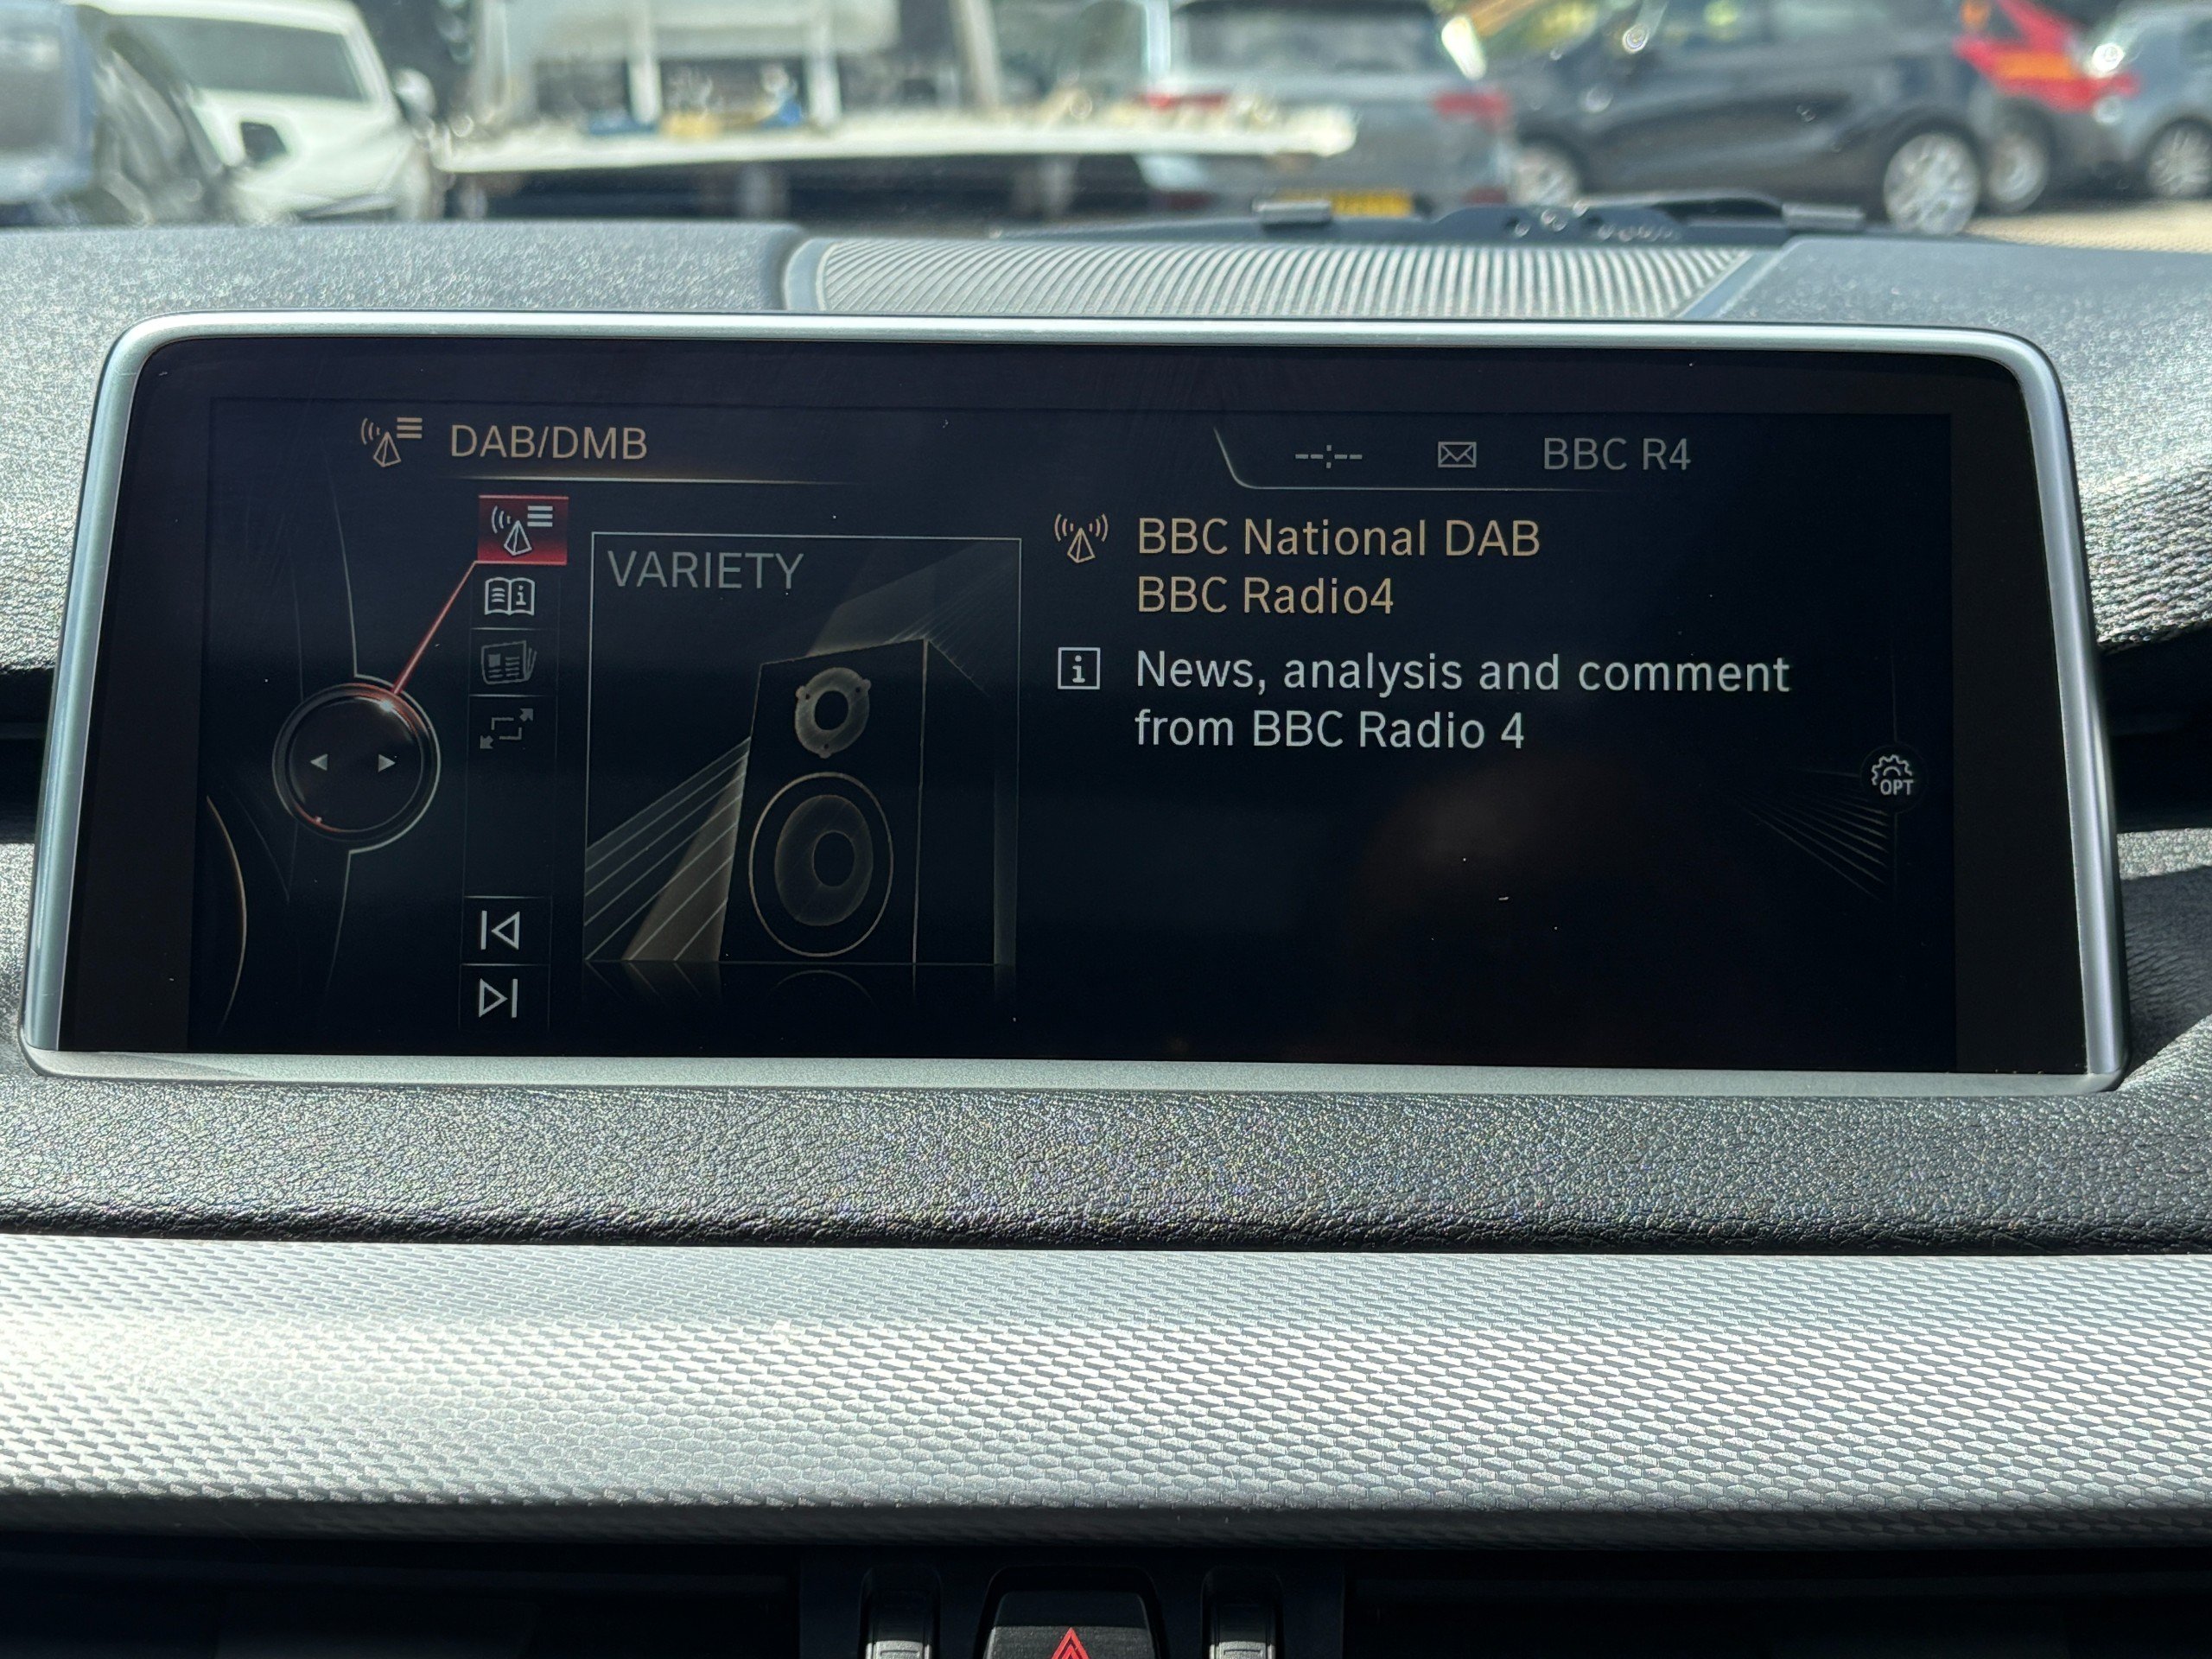 DAB/DMB
--:--
BBC R4
VARIETY
BBC National DAB
BBC Radio4
i
News, analysis and comment
from BBC Radio 4
OPT